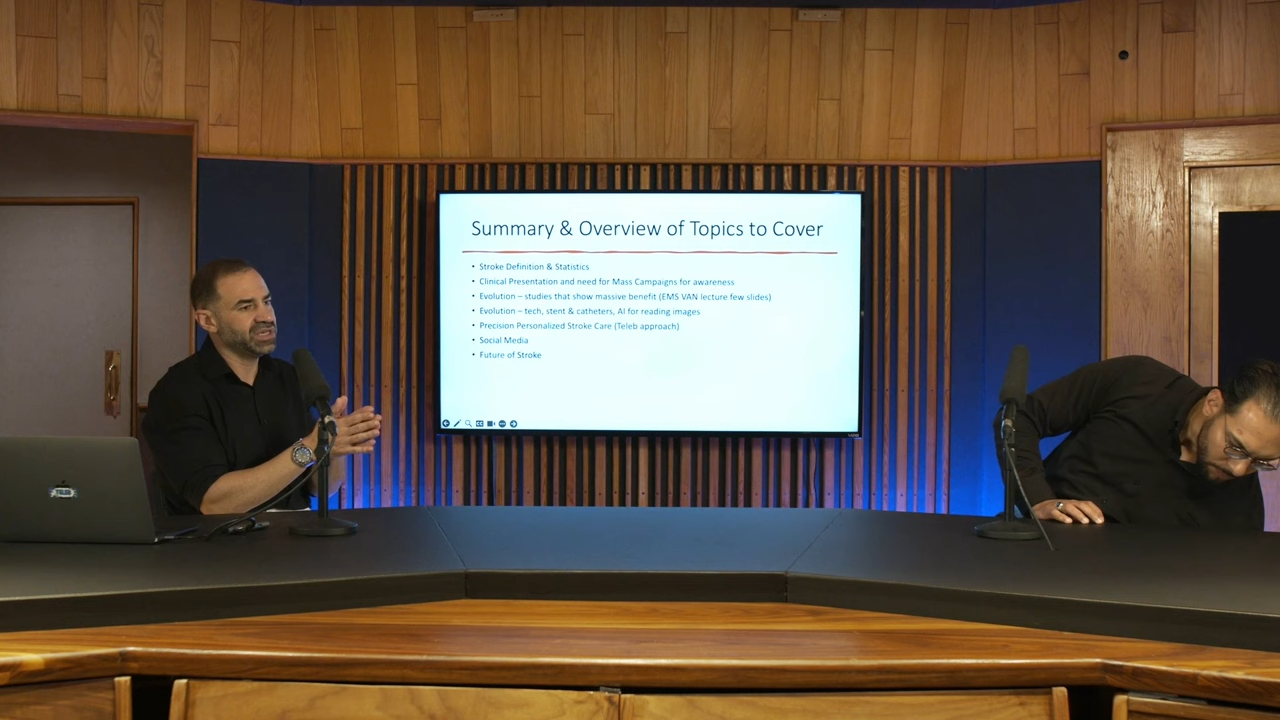 Summary & Overview of Topics to Cover
• Stroke Definition & Statistics
• Clinical Presentation and need for Mass Campaigns for awareness
• Evolution – studies that show massive benefit (EMS VAN lecture few slides)
• Evolution – tech, stent & catheters, AI for reading images
• Precision Personalized Stroke Care (Teleb approach)
• Social Media
• Future of Stroke
TELEB